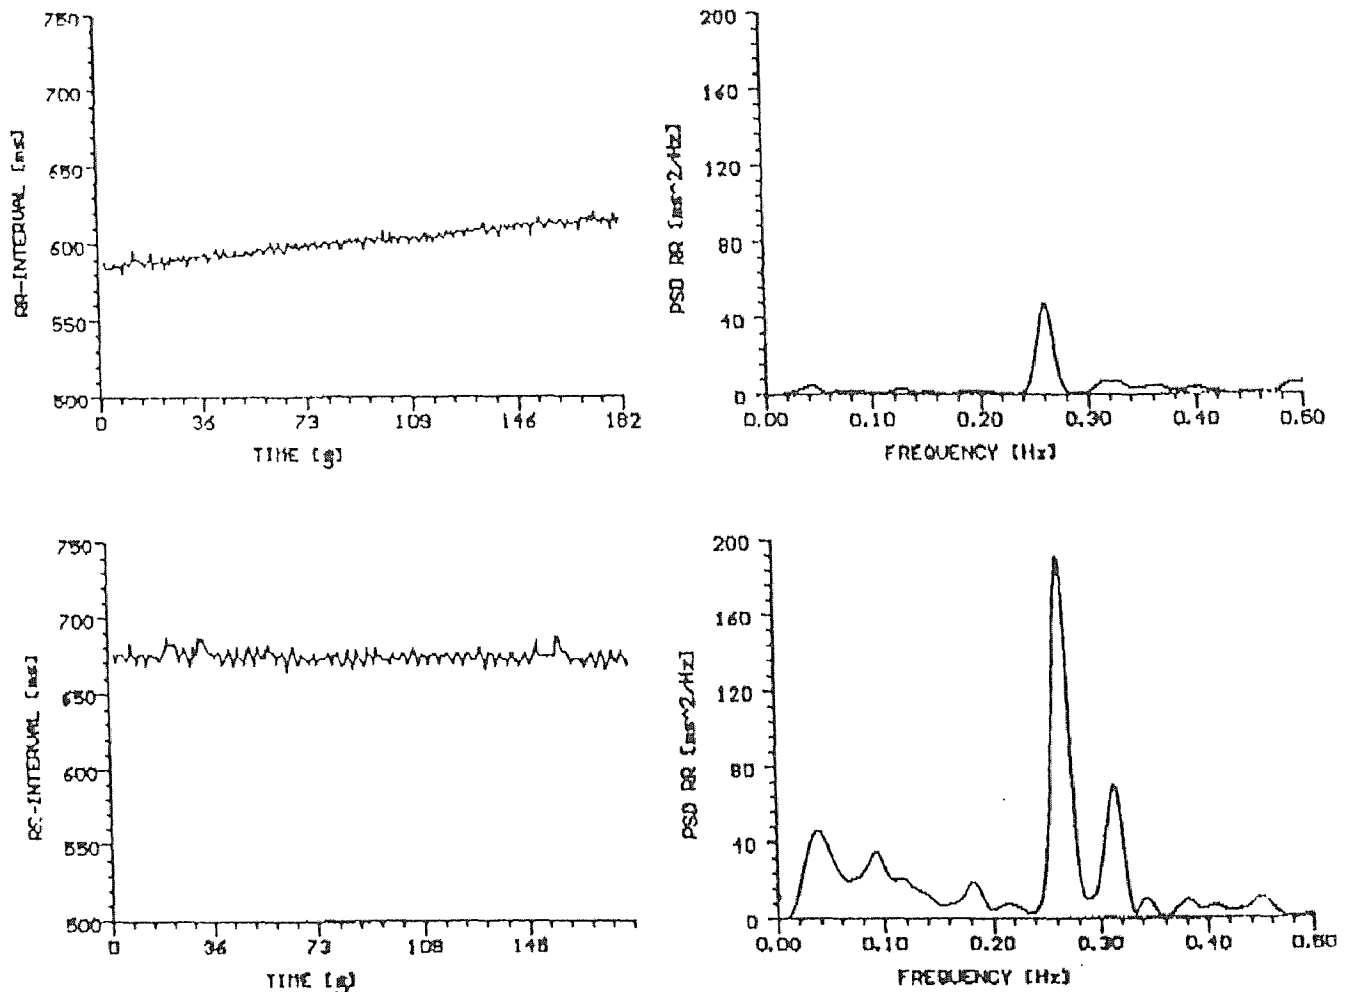 750
700
650
600
550
500
RR-INTERVAL [ms]
0 36 73 109 146 182
TIME [s]
200
160
120
80
40
0
PSD RR [ms^2/Hz]
0.00 0.10 0.20 0.30 0.40 0.50
FREQUENCY [Hz]
750
700
650
600
550
500
RR-INTERVAL [ms]
0 36 73 109 146
TIME [s]
200
160
120
80
40
0
PSD RR [ms^2/Hz]
0.00 0.10 0.20 0.30 0.40 0.50
FREQUENCY [Hz]